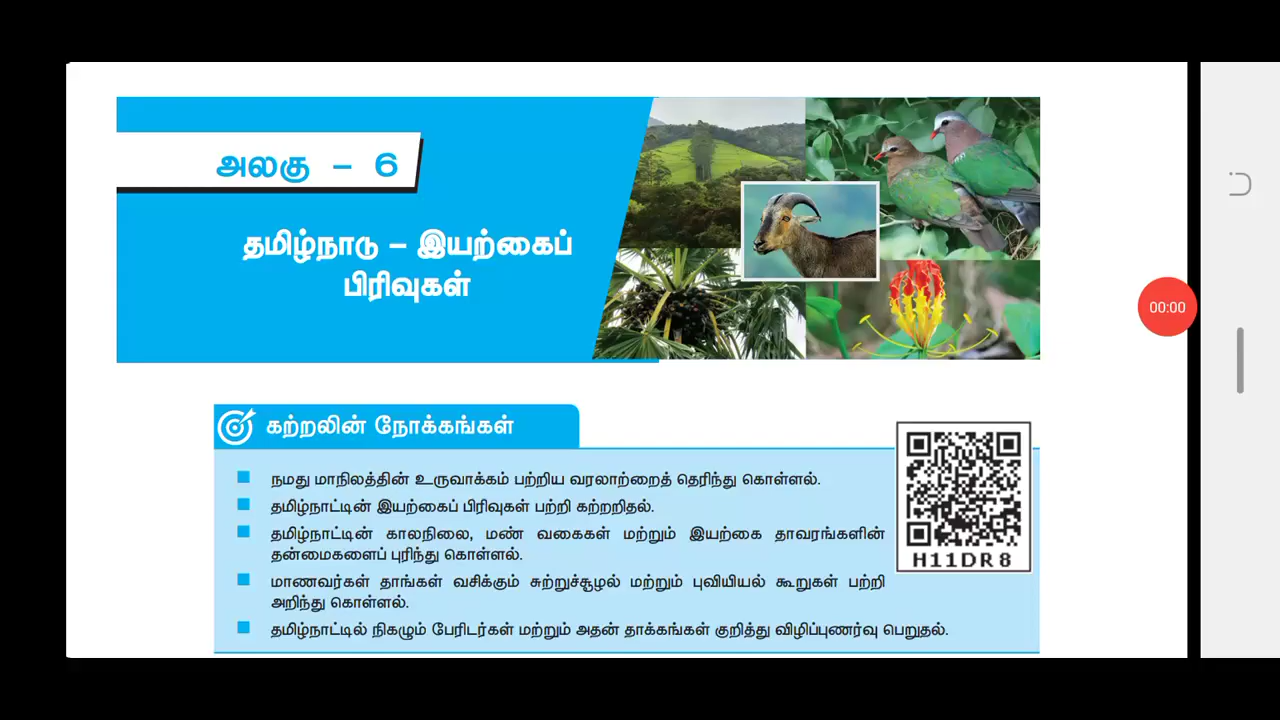 அலகு – 6
தமிழ்நாடு – இயற்கைப்
பிரிவுகள்
00:00
கற்றலின் நோக்கங்கள்
நமது மாநிலத்தின் உருவாக்கம் பற்றிய வரலாற்றைத் தெரிந்து கொள்ளல்.
தமிழ்நாட்டின் இயற்கைப் பிரிவுகள் பற்றி கற்றறிதல்.
தமிழ்நாட்டின் காலநிலை, மண் வகைகள் மற்றும் இயற்கை தாவரங்களின்
தன்மைகளைப் புரிந்து கொள்ளல்.
மாணவர்கள் தாங்கள் வசிக்கும் சுற்றுச்சூழல் மற்றும் புவியியல் கூறுகள் பற்றி
அறிந்து கொள்ளல்.
தமிழ்நாட்டில் நிகழும் பேரிடர்கள் மற்றும் அதன் தாக்கங்கள் குறித்து விழிப்புணர்வு பெறுதல்.
H11DR8